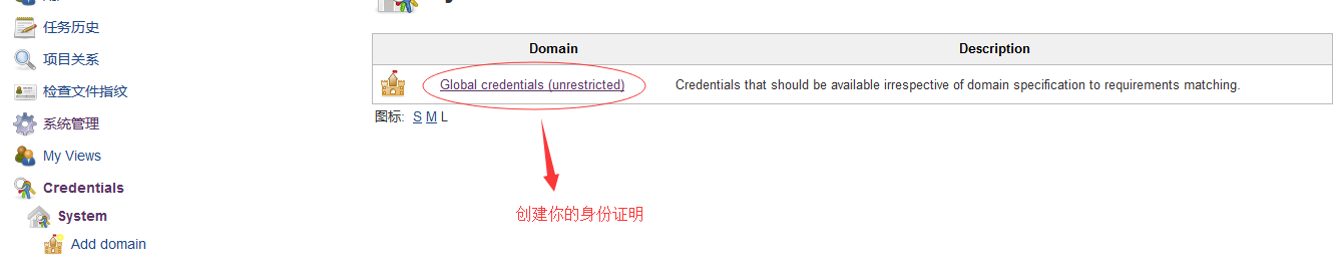 任务历史
项目关系
检查文件指纹
系统管理
My Views
Credentials
System
Add domain
Domain Description
Global credentials (unrestricted) Credentials that should be available irrespective of domain specification to requirements matching.
图标: S M L
创建你的身份证明